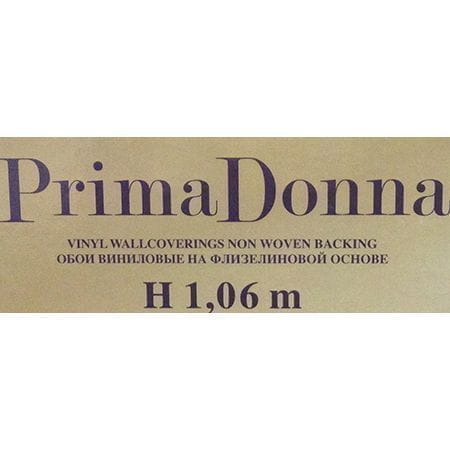 PrimaDonna
VINYL WALLCOVERINGS NON WOVEN BACKING
ОБОИ ВИНИЛОВЫЕ НА ФЛИЗЕЛИНОВОЙ ОСНОВЕ
H 1,06 m